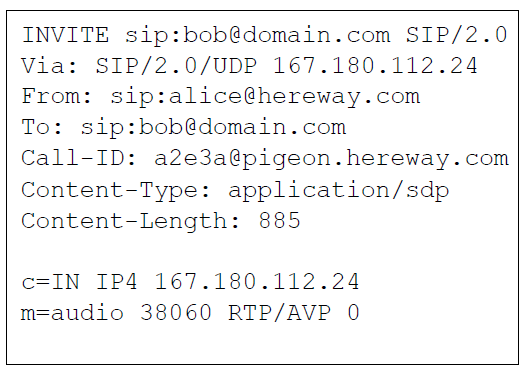 INVITE sip:bob@domain.com SIP/2.0
Via: SIP/2.0/UDP 167.180.112.24
From: sip:alice@hereway.com
To: sip:bob@domain.com
Call-ID: a2e3a@pigeon.hereway.com
Content-Type: application/sdp
Content-Length: 885

c=IN IP4 167.180.112.24
m=audio 38060 RTP/AVP 0